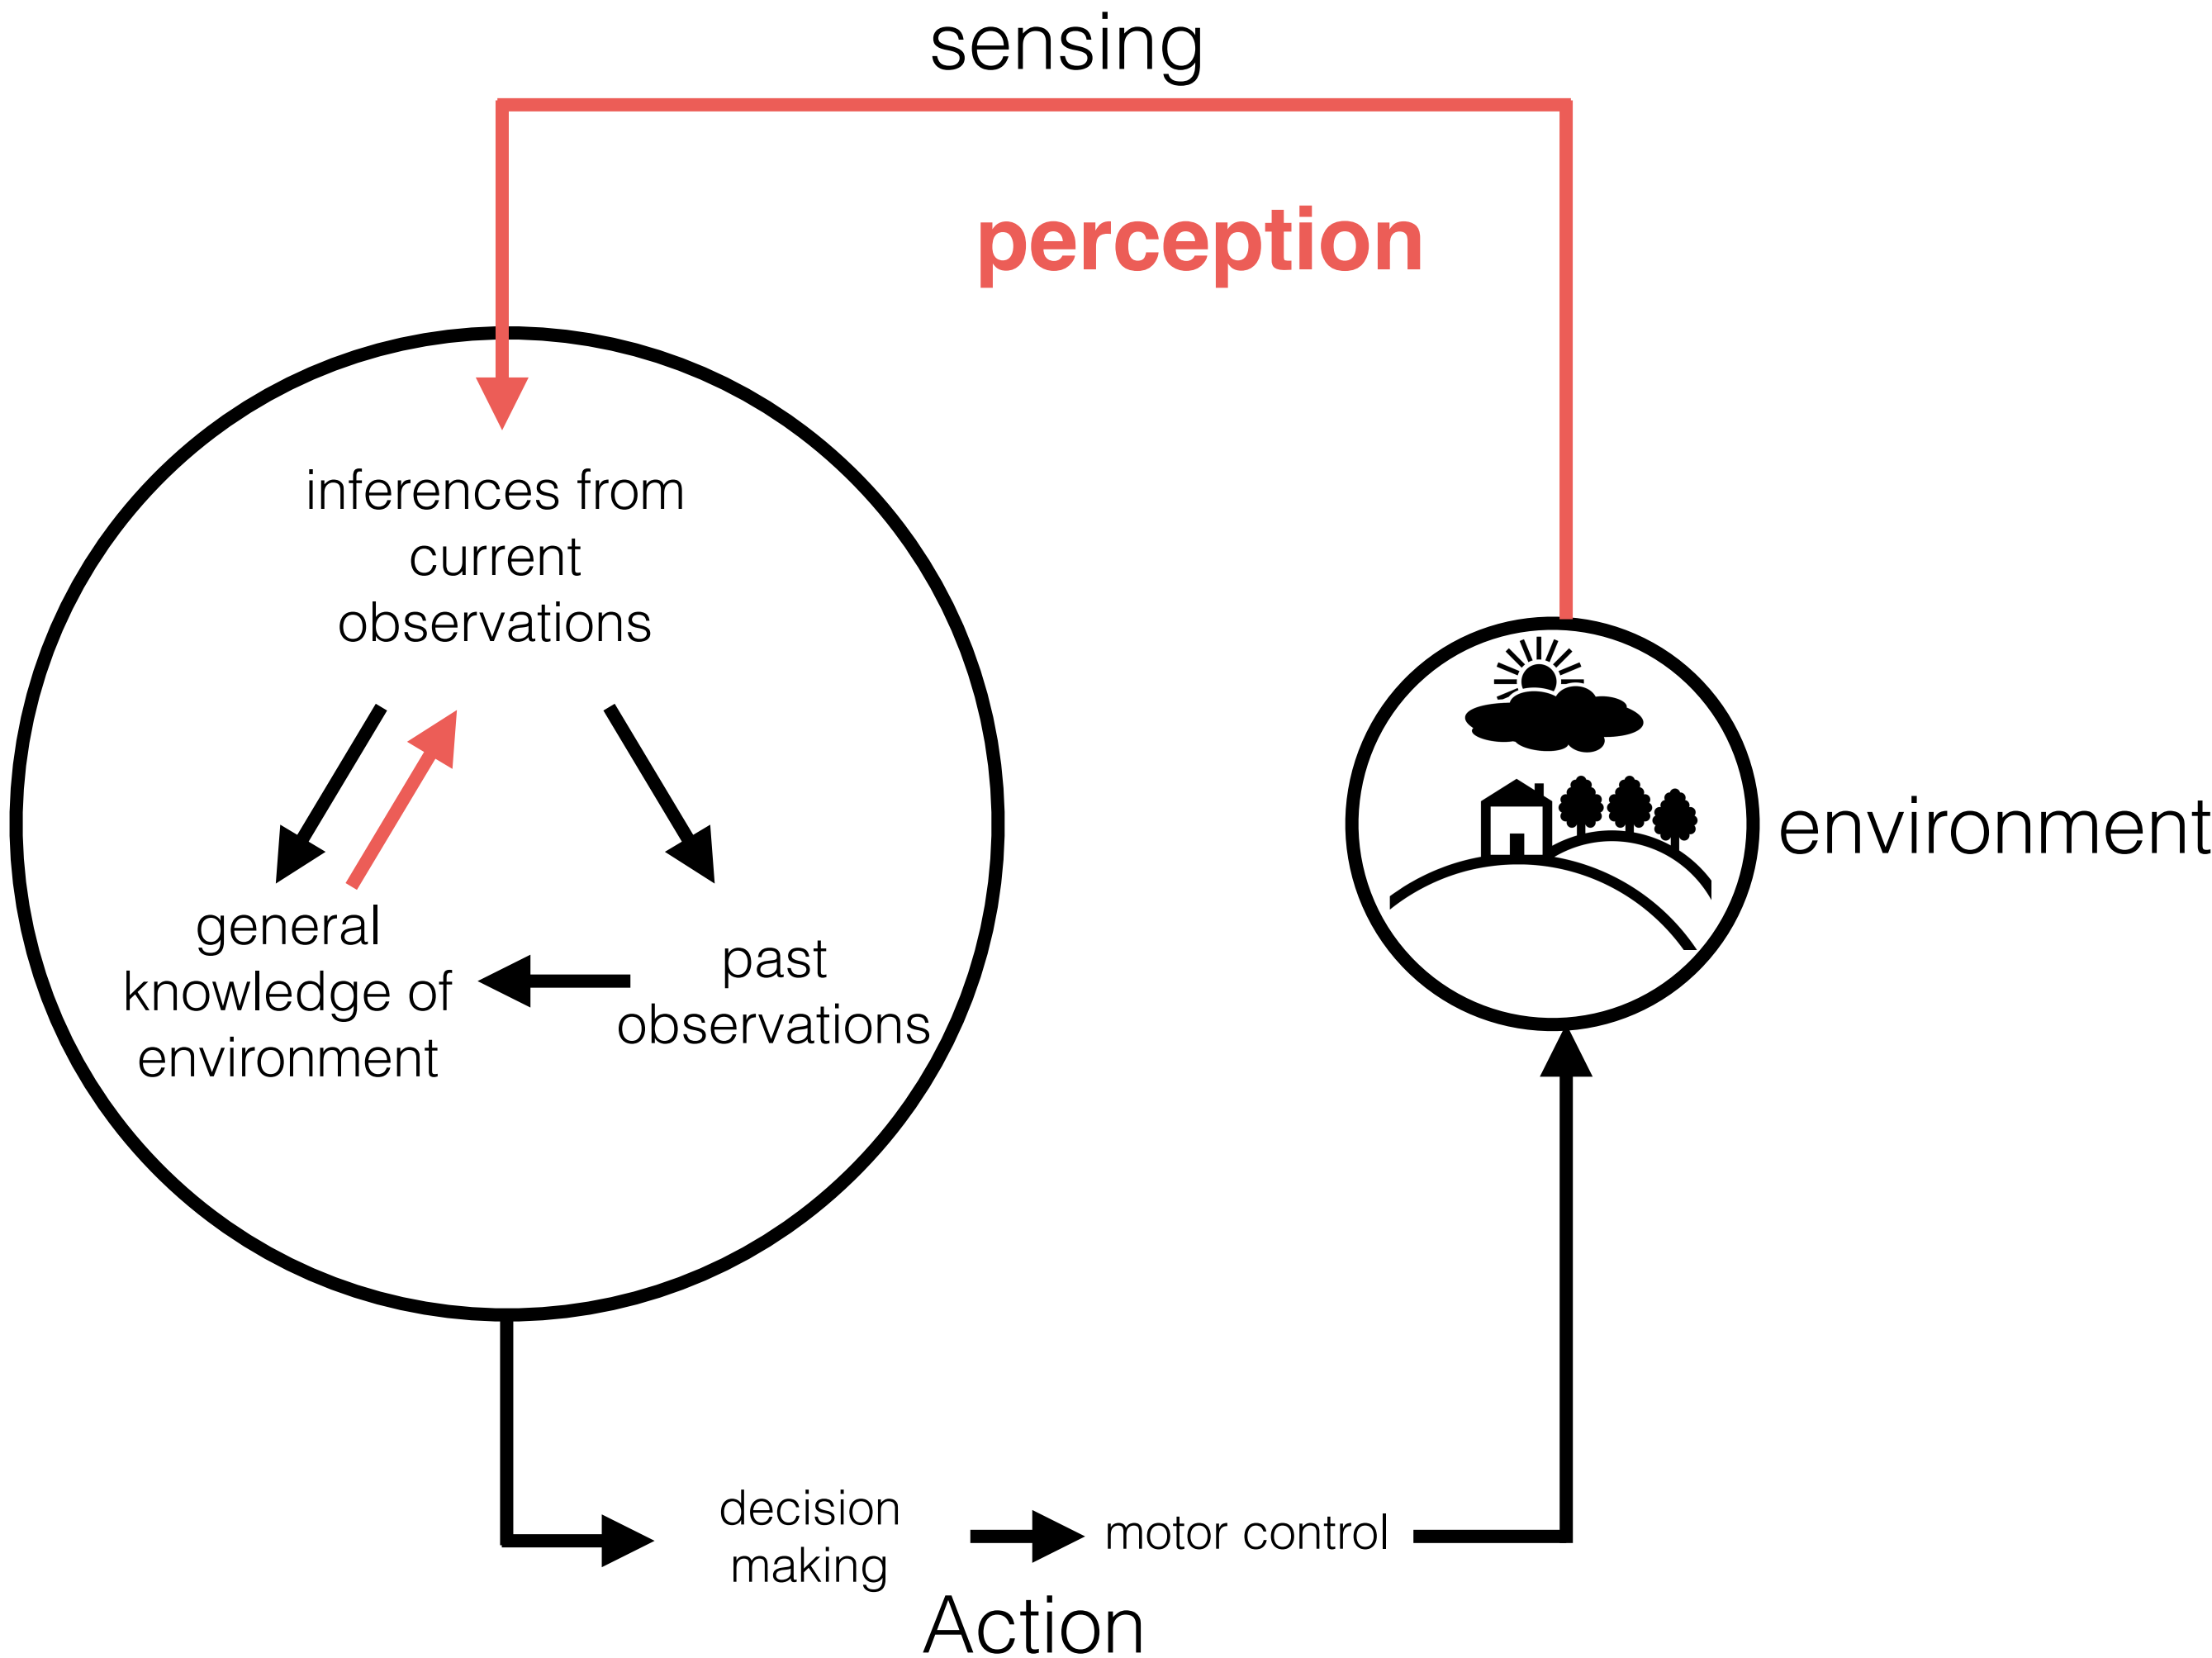 sensing
perception
inferences from
current
observations
general
knowledge of
environment
past
observations
environment
decision
making
motor control
Action